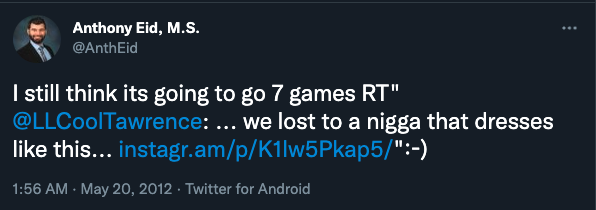 Anthony Eid, M.S.
@AnthEid
I still think its going to go 7 games RT"
@LLCoolTawrence: ... we lost to a nigga that dresses
like this... instagr.am/p/K1lw5Pkap5/":-)
1:56 AM · May 20, 2012 · Twitter for Android